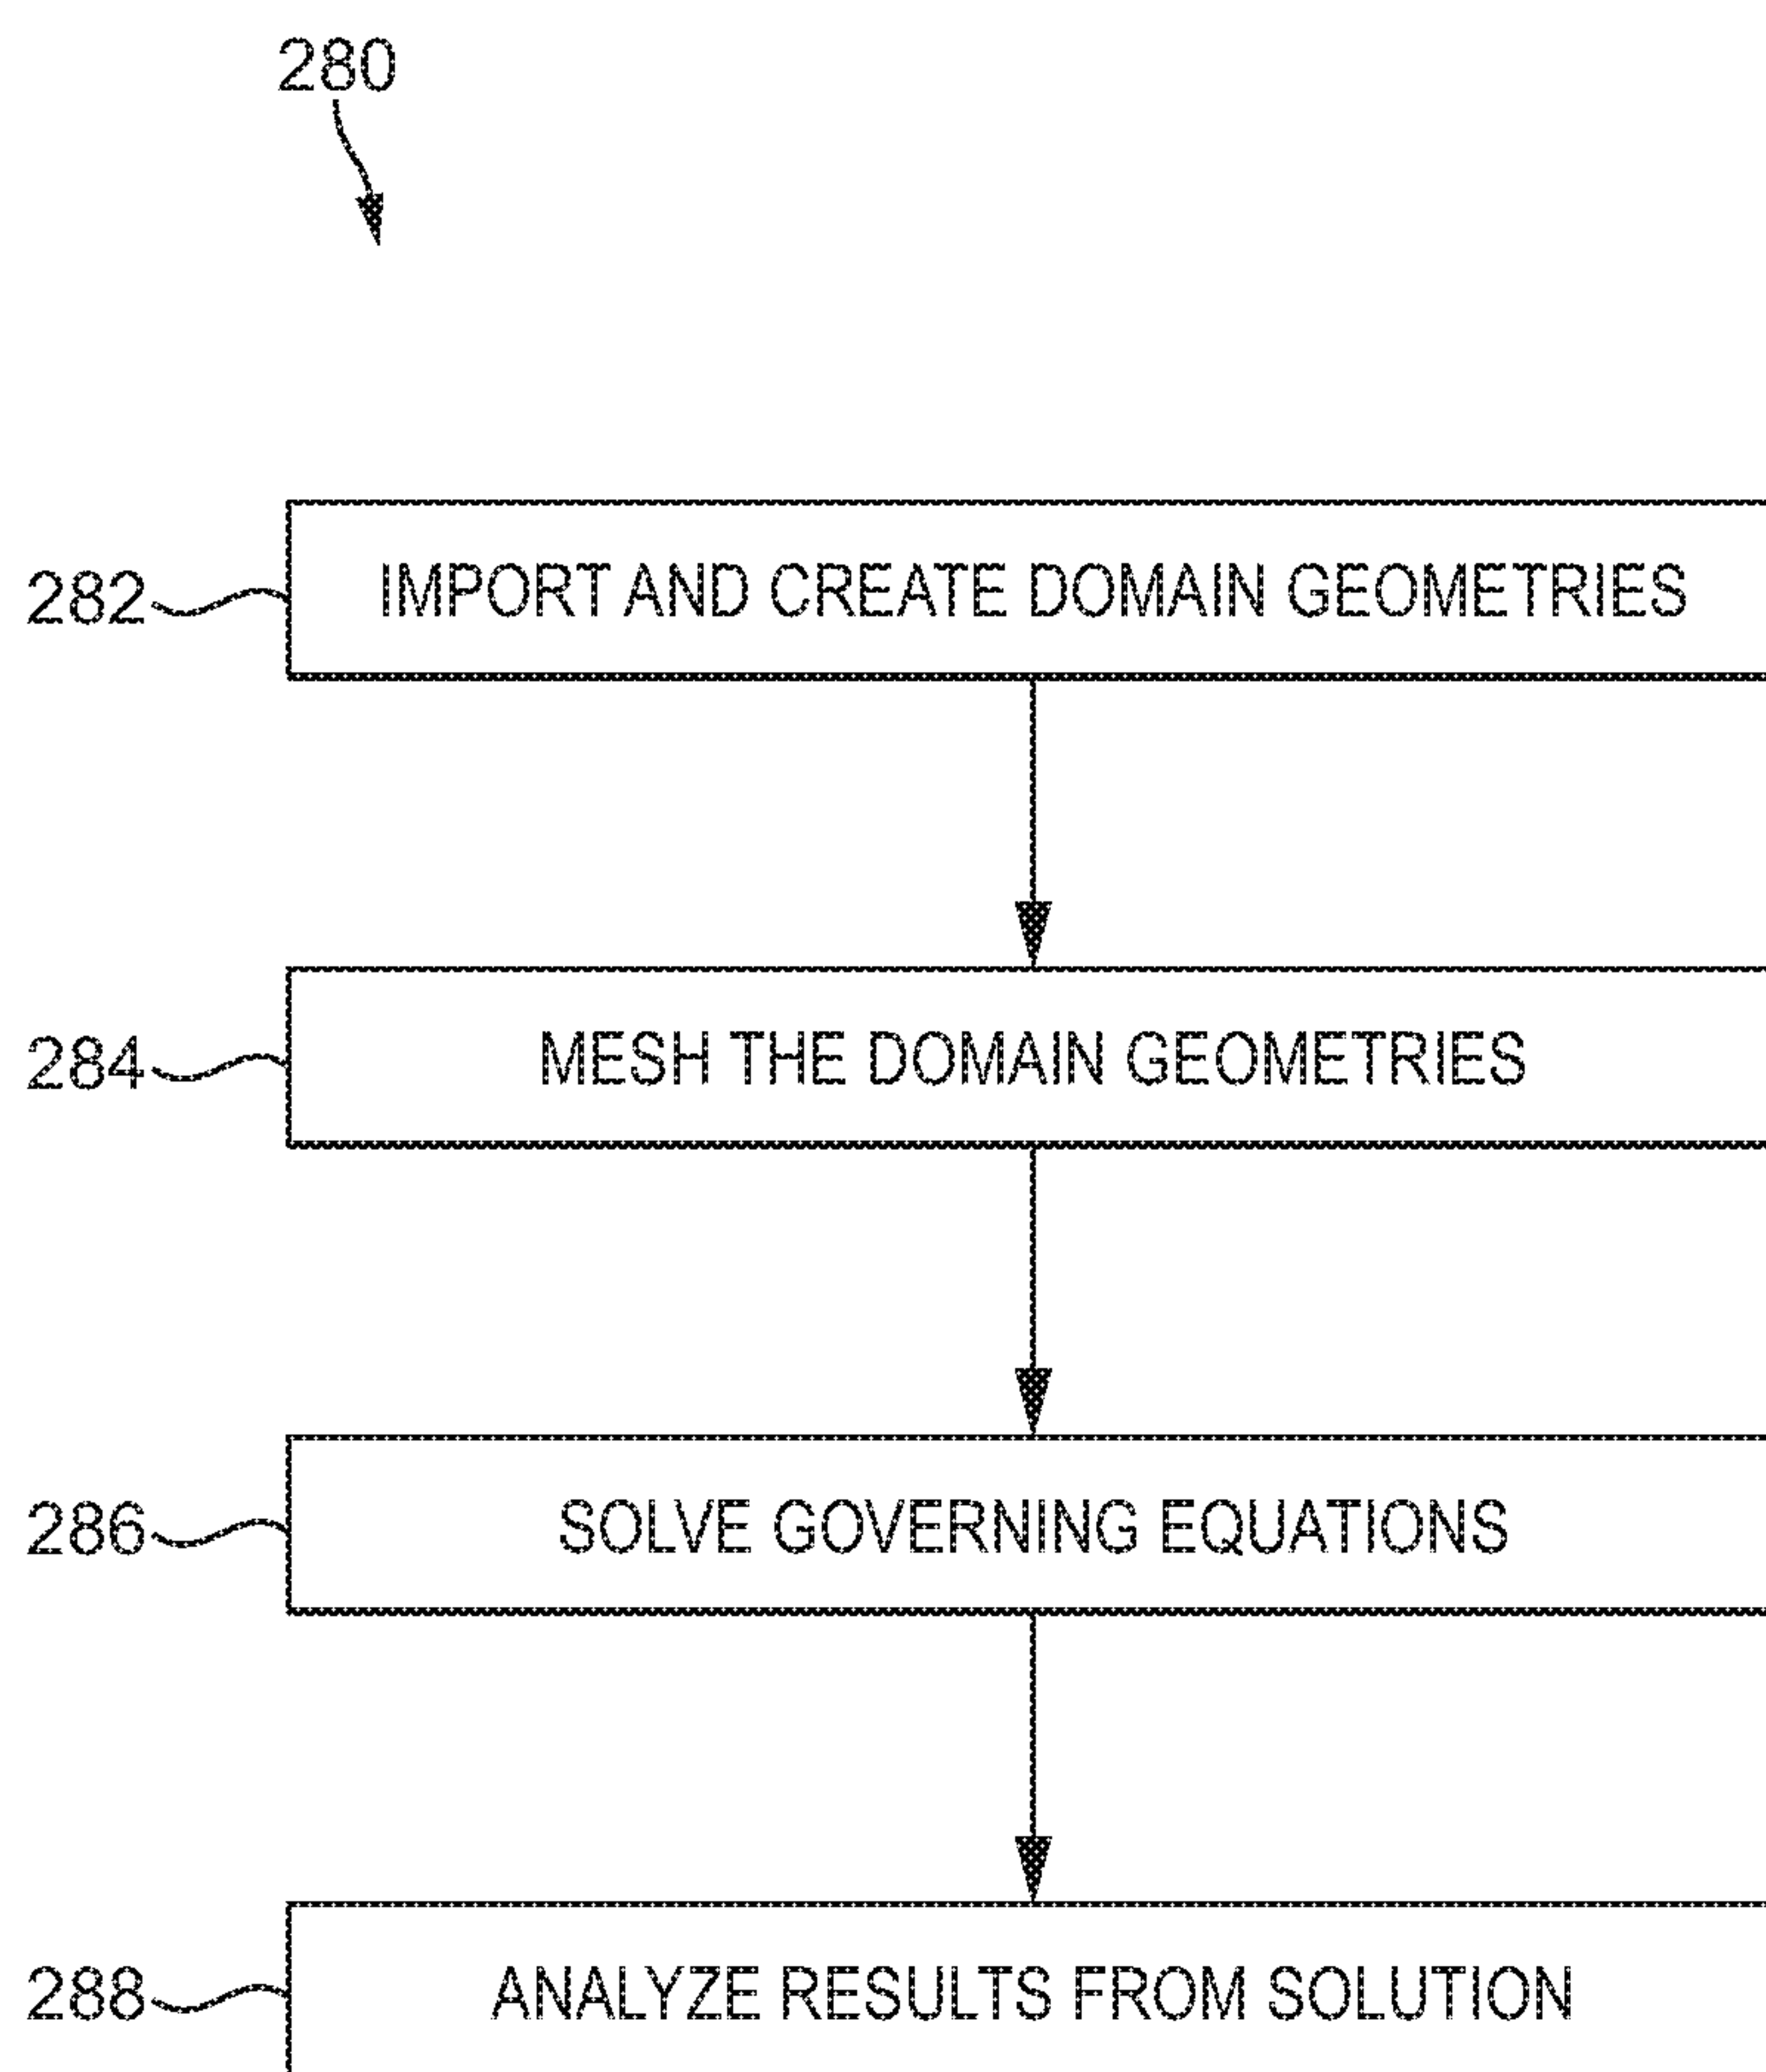 280
282 IMPORT AND CREATE DOMAIN GEOMETRIES
284 MESH THE DOMAIN GEOMETRIES
286 SOLVE GOVERNING EQUATIONS
288 ANALYZE RESULTS FROM SOLUTION